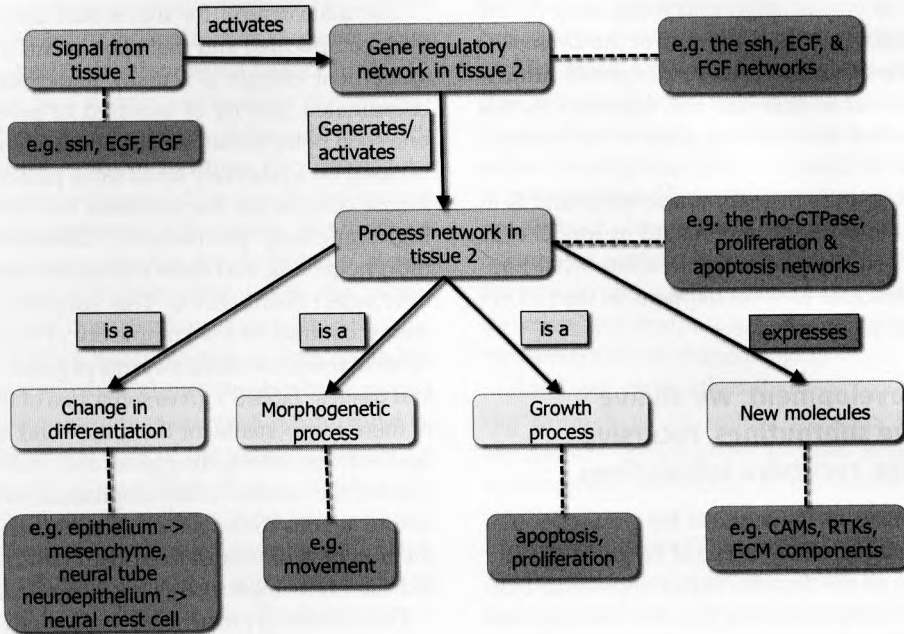 activates
Signal from
tissue 1
Gene regulatory
network in tissue 2
e.g. the ssh, EGF, &
FGF networks
e.g. ssh, EGF, FGF
Generates/
activates
Process network in
tissue 2
e.g. the rho-GTPase,
proliferation &
apoptosis networks
is a
is a
is a
expresses
Change in
differentiation
Morphogenetic
process
Growth
process
New molecules
e.g. epithelium ->
mesenchyme,
neural tube
neuroepithelium ->
neural crest cell
e.g.
movement
apoptosis,
proliferation
e.g. CAMs, RTKs,
ECM components